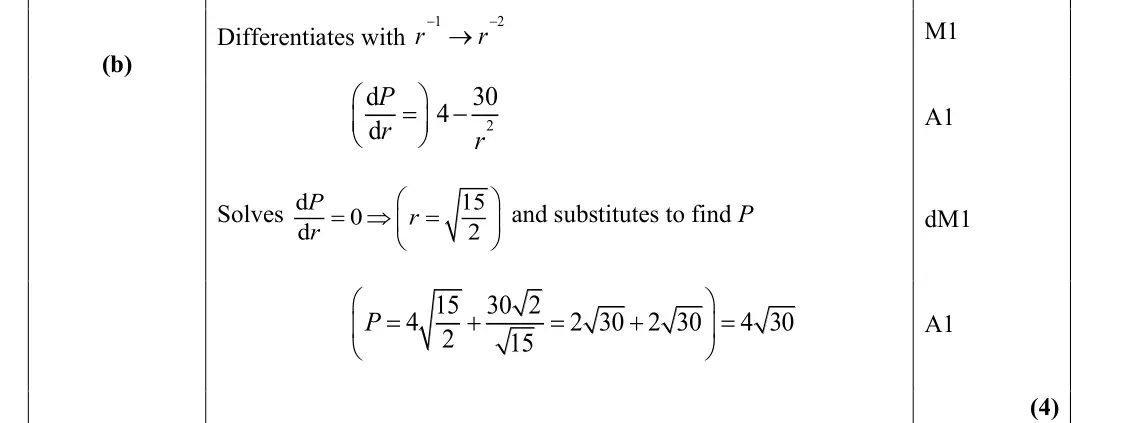 (b)
Differentiates with r⁻¹ → r⁻² M1
(dP/dr =) 4 − 30/r² A1
Solves dP/dr = 0 ⇒ (r = √(15/2)) and substitutes to find P dM1
(P = 4√(15/2) + 30√2/√15 = 2√30 + 2√30) = 4√30 A1
(4)